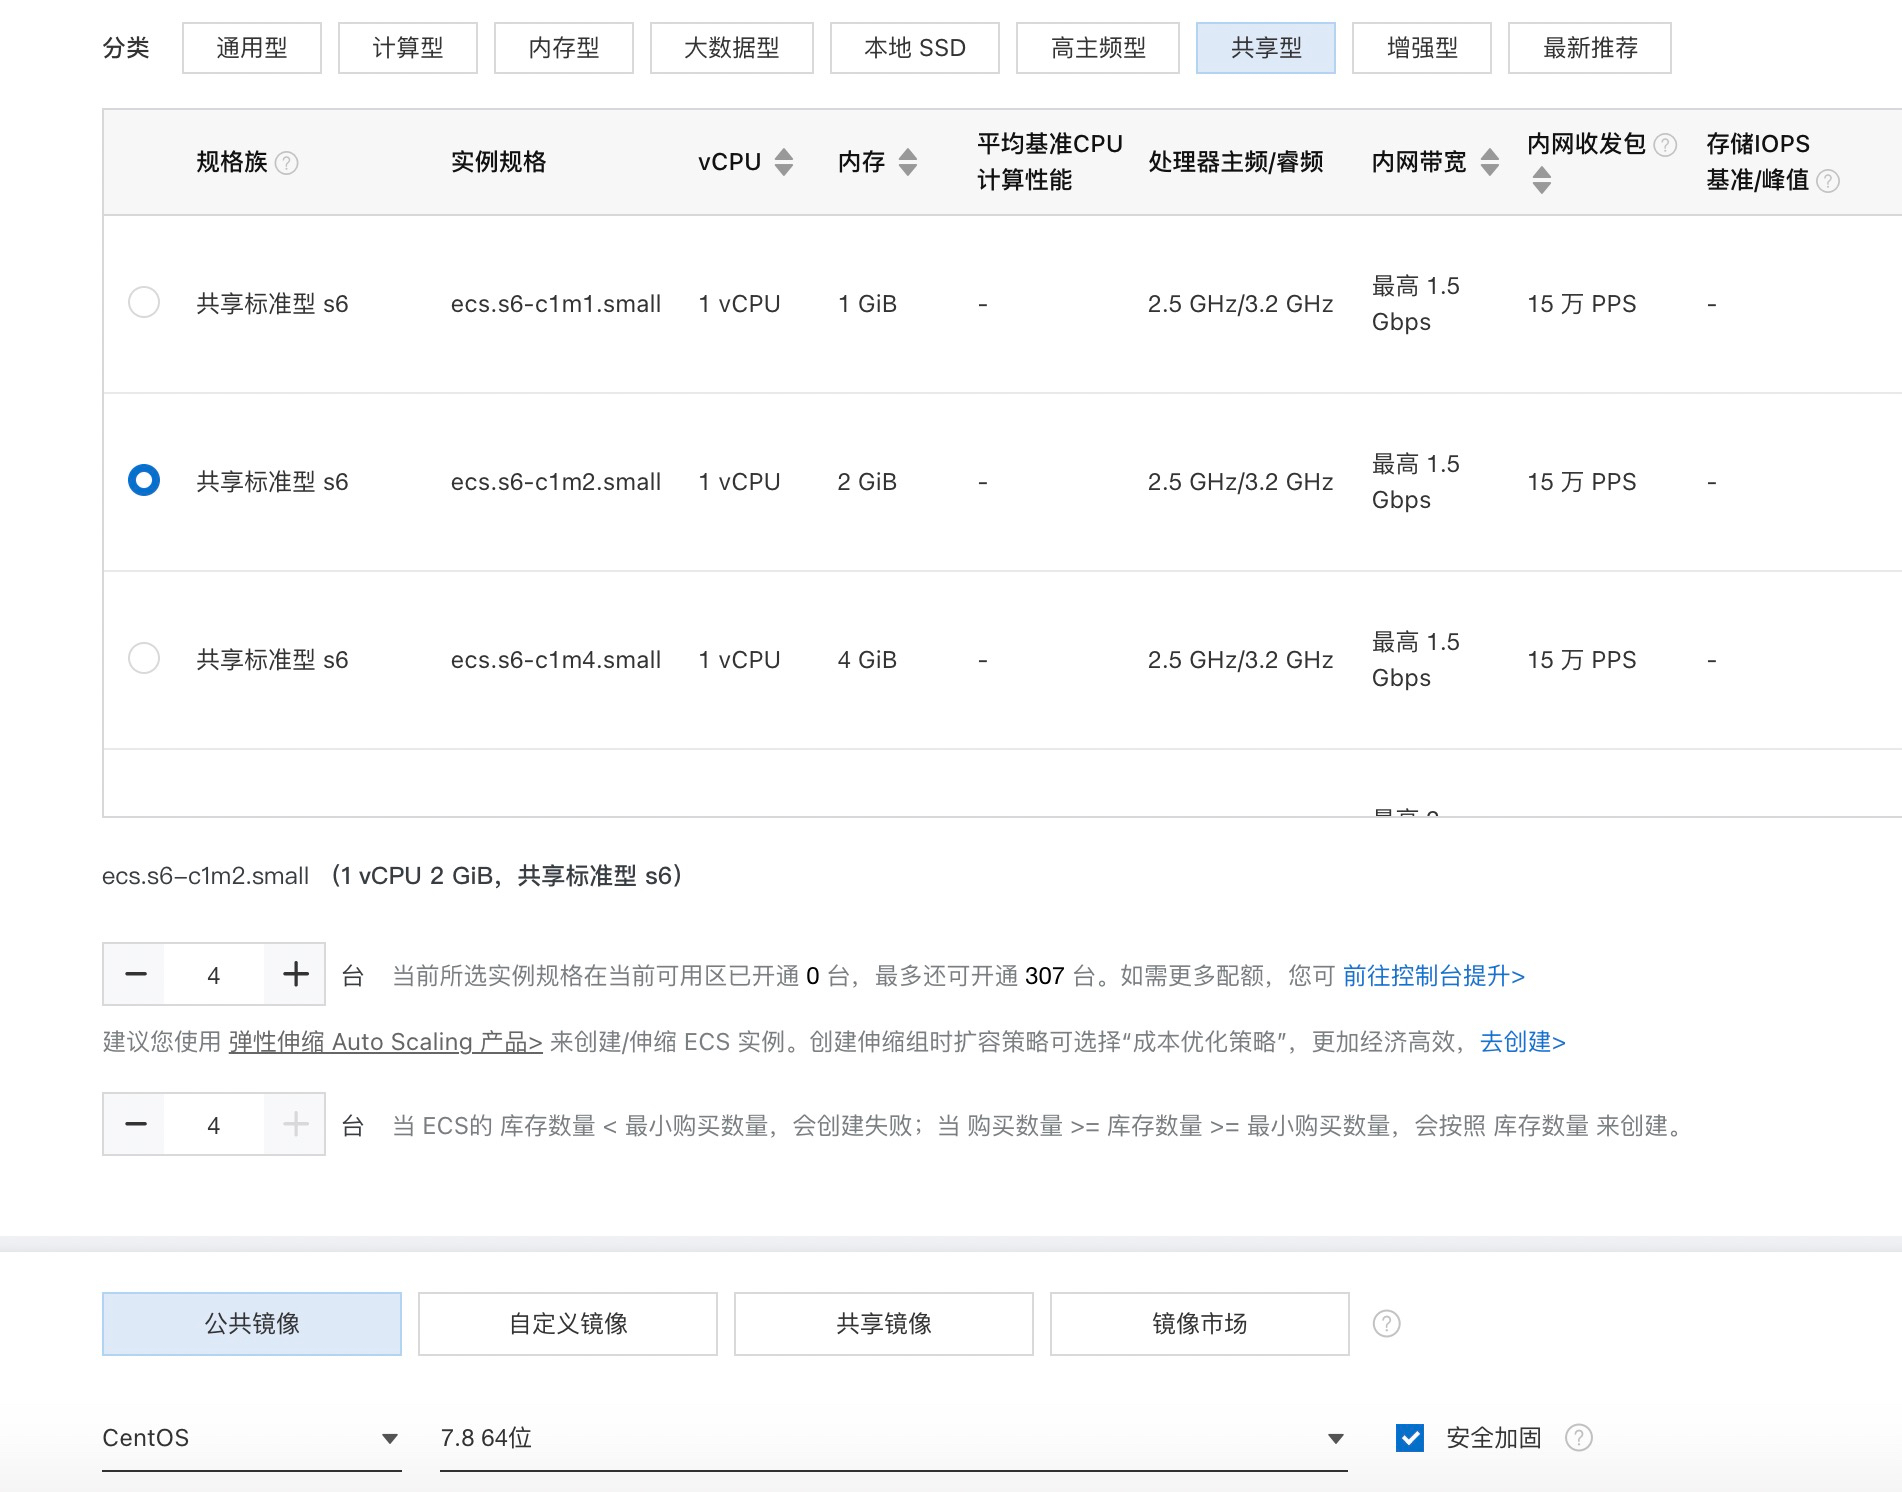 分类 通用型 计算型 内存型 大数据型 本地 SSD 高主频型 共享型 增强型 最新推荐
规格族 实例规格 vCPU 内存 平均基准CPU计算性能 处理器主频/睿频 内网带宽 内网收发包 存储IOPS基准/峰值
共享标准型 s6 ecs.s6-c1m1.small 1 vCPU 1 GiB - 2.5 GHz/3.2 GHz 最高 1.5 Gbps 15 万 PPS -
共享标准型 s6 ecs.s6-c1m2.small 1 vCPU 2 GiB - 2.5 GHz/3.2 GHz 最高 1.5 Gbps 15 万 PPS -
共享标准型 s6 ecs.s6-c1m4.small 1 vCPU 4 GiB - 2.5 GHz/3.2 GHz 最高 1.5 Gbps 15 万 PPS -
ecs.s6-c1m2.small （1 vCPU 2 GiB，共享标准型 s6）
4 台 当前所选实例规格在当前可用区已开通 0 台，最多还可开通 307 台。如需更多配额，您可 前往控制台提升>
建议您使用 弹性伸缩 Auto Scaling 产品> 来创建/伸缩 ECS 实例。创建伸缩组时扩容策略可选择“成本优化策略”，更加经济高效，去创建>
4 台 当 ECS的 库存数量 < 最小购买数量，会创建失败；当 购买数量 >= 库存数量 >= 最小购买数量，会按照 库存数量 来创建。
公共镜像 自定义镜像 共享镜像 镜像市场
CentOS 7.8 64位 安全加固